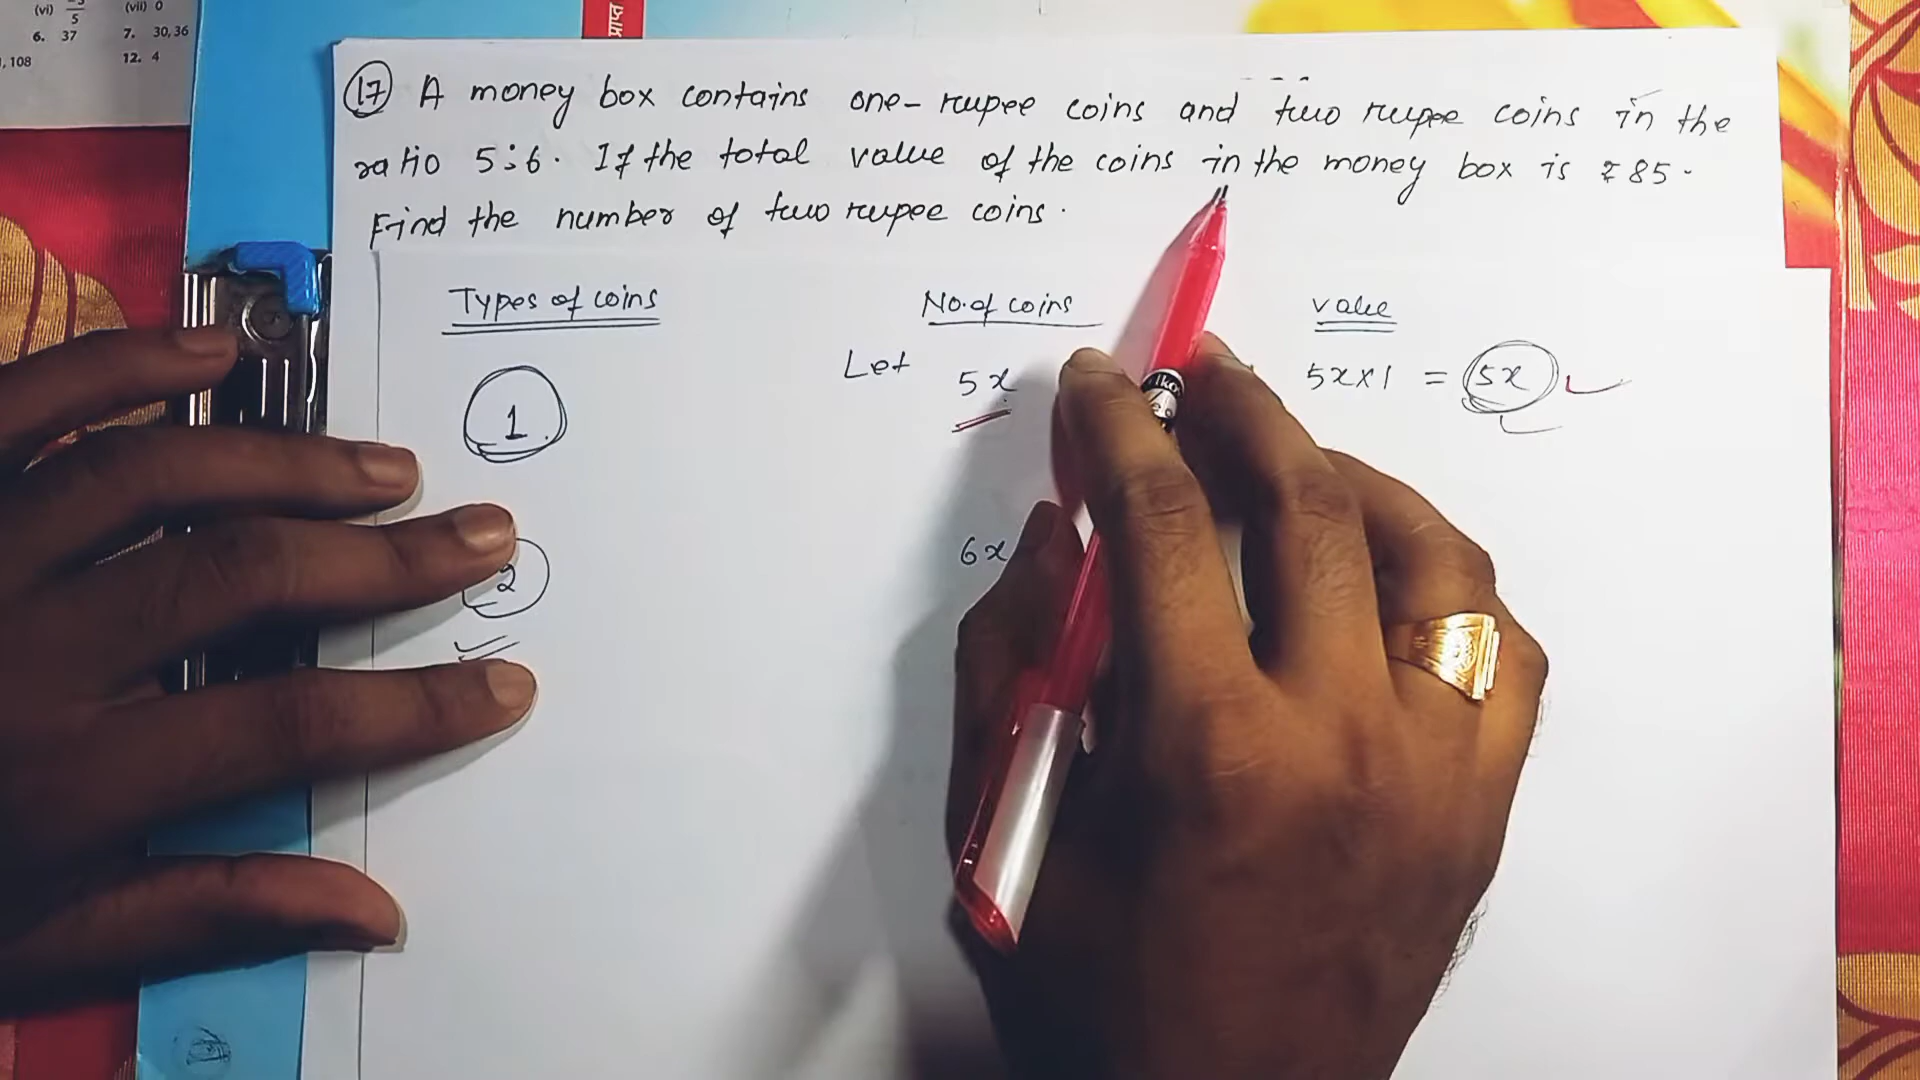 (vi) -3/5 (vii) 0
6. 37 7. 30, 36
, 108 12. 4
प्राप्त
17 A money box contains one-rupee coins and two rupee coins in the
ratio 5:6. If the total value of the coins in the money box is ₹85.
Find the number of two rupee coins.
Types of coins No. of coins value
1 Let 5x 5x×1 = 5x
2 6x